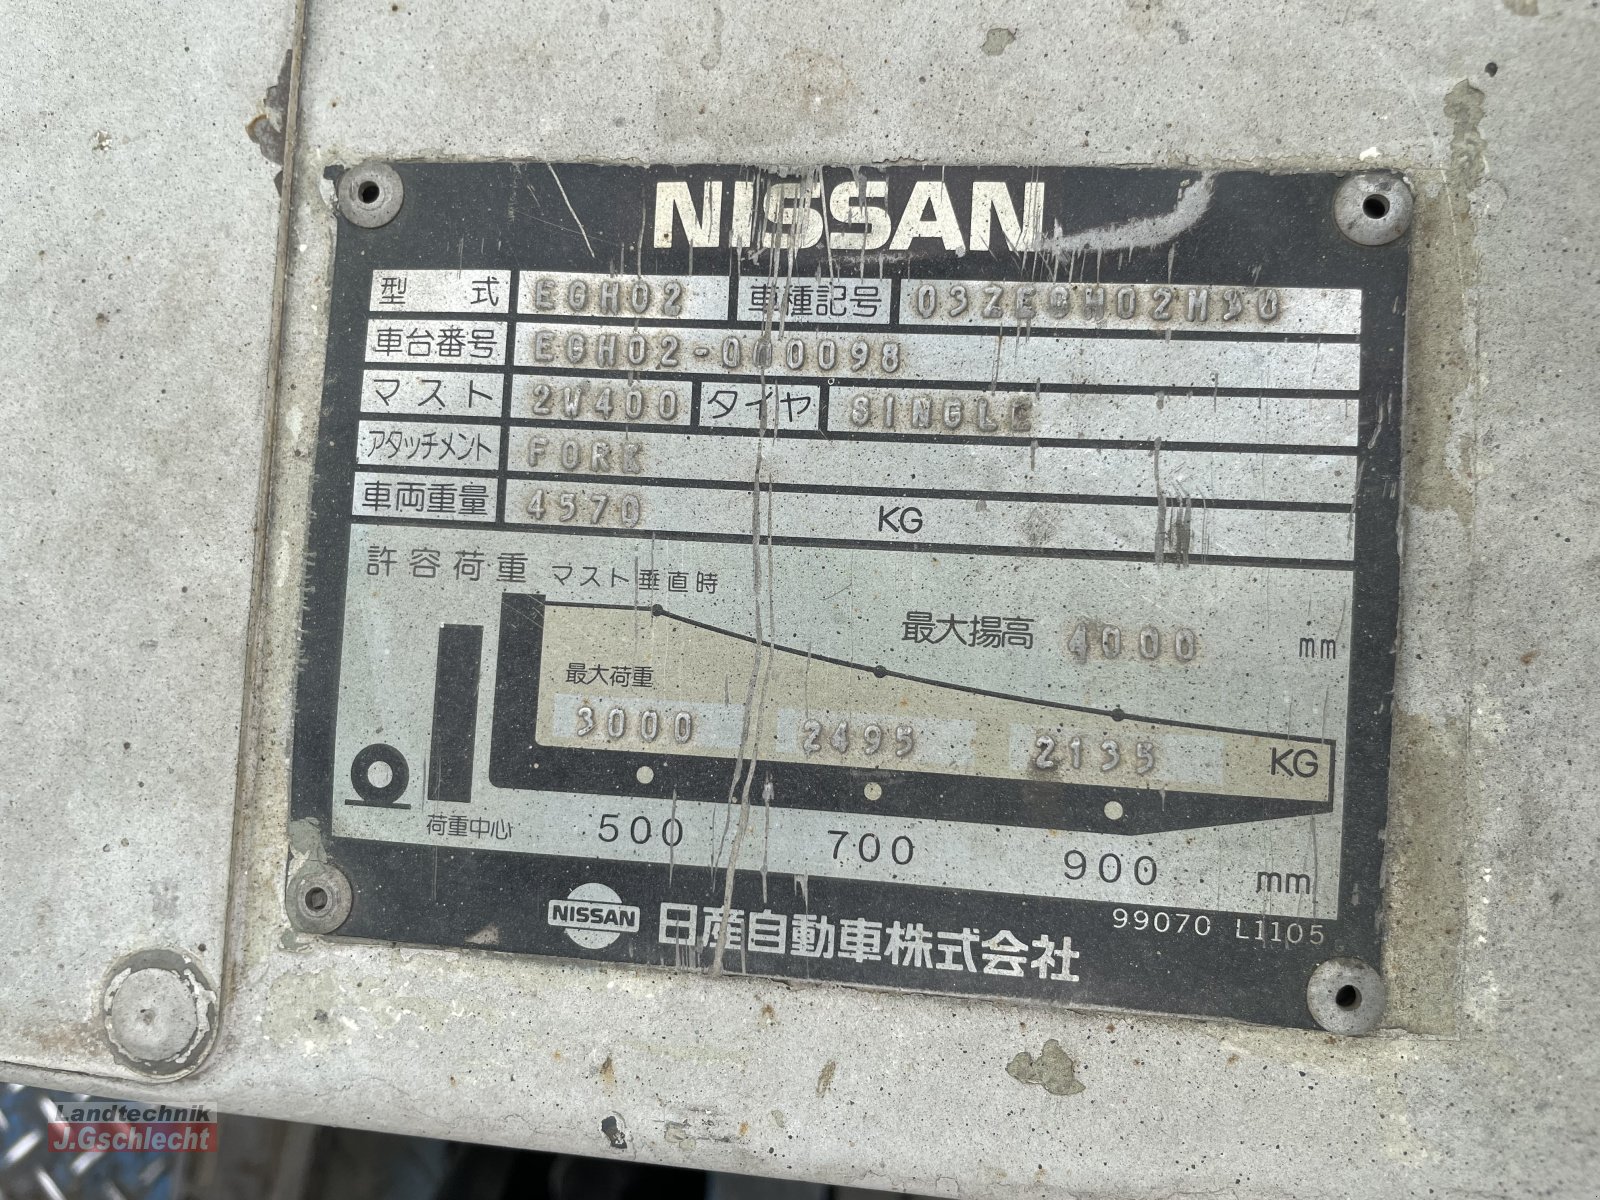 NISSAN
型式 EGH02 車種記号
車台番号 EGH02-000098
マスト 2W400 タイヤ SINGLE
アタッチメント FORK
車両重量 4570 KG
許容荷重 マスト垂直時
最大揚高 4000 mm
最大荷重
3000 2495 2135 KG
荷重中心 500 700 900 mm
99070 L1105
NISSAN 日産自動車株式会社
Landtechnik
J.Gschlecht